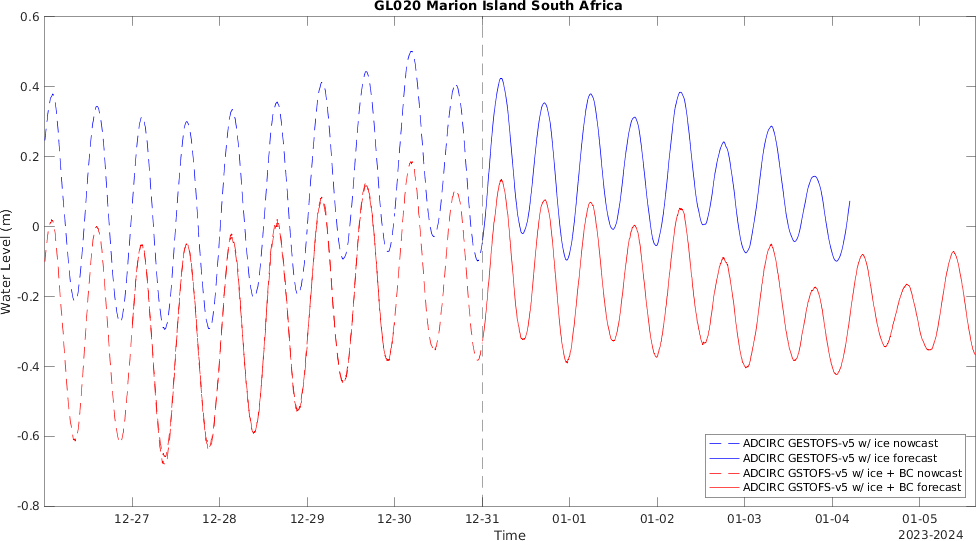 GL020 Marion Island South Africa
0.6
0.4
0.2
0
-0.2
-0.4
-0.6
-0.8
Water Level (m)
ADCIRC GESTOFS-v5 w/ ice nowcast
ADCIRC GESTOFS-v5 w/ ice forecast
ADCIRC GSTOFS-v5 w/ ice + BC nowcast
ADCIRC GSTOFS-v5 w/ ice + BC forecast
12-27 12-28 12-29 12-30 12-31 01-01 01-02 01-03 01-04 01-05
Time
2023-2024